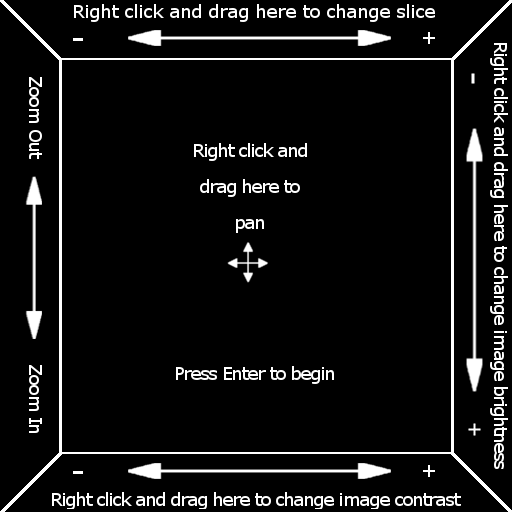 Right click and drag here to change slice
- +
Zoom Out
Zoom In
Right click and
drag here to
pan
Press Enter to begin
-
Right click and drag here to change image brightness
+
- +
Right click and drag here to change image contrast